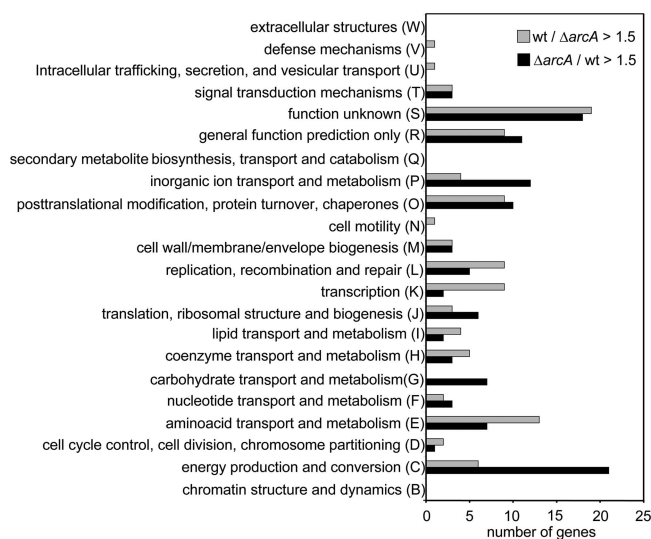 extracellular structures (W)
defense mechanisms (V)
Intracellular trafficking, secretion, and vesicular transport (U)
signal transduction mechanisms (T)
function unknown (S)
general function prediction only (R)
secondary metabolite biosynthesis, transport and catabolism (Q)
inorganic ion transport and metabolism (P)
posttranslational modification, protein turnover, chaperones (O)
cell motility (N)
cell wall/membrane/envelope biogenesis (M)
replication, recombination and repair (L)
transcription (K)
translation, ribosomal structure and biogenesis (J)
lipid transport and metabolism (I)
coenzyme transport and metabolism (H)
carbohydrate transport and metabolism(G)
nucleotide transport and metabolism (F)
aminoacid transport and metabolism (E)
cell cycle control, cell division, chromosome partitioning (D)
energy production and conversion (C)
chromatin structure and dynamics (B)
wt / ΔarcA > 1.5
ΔarcA / wt > 1.5
0 5 10 15 20 25
number of genes